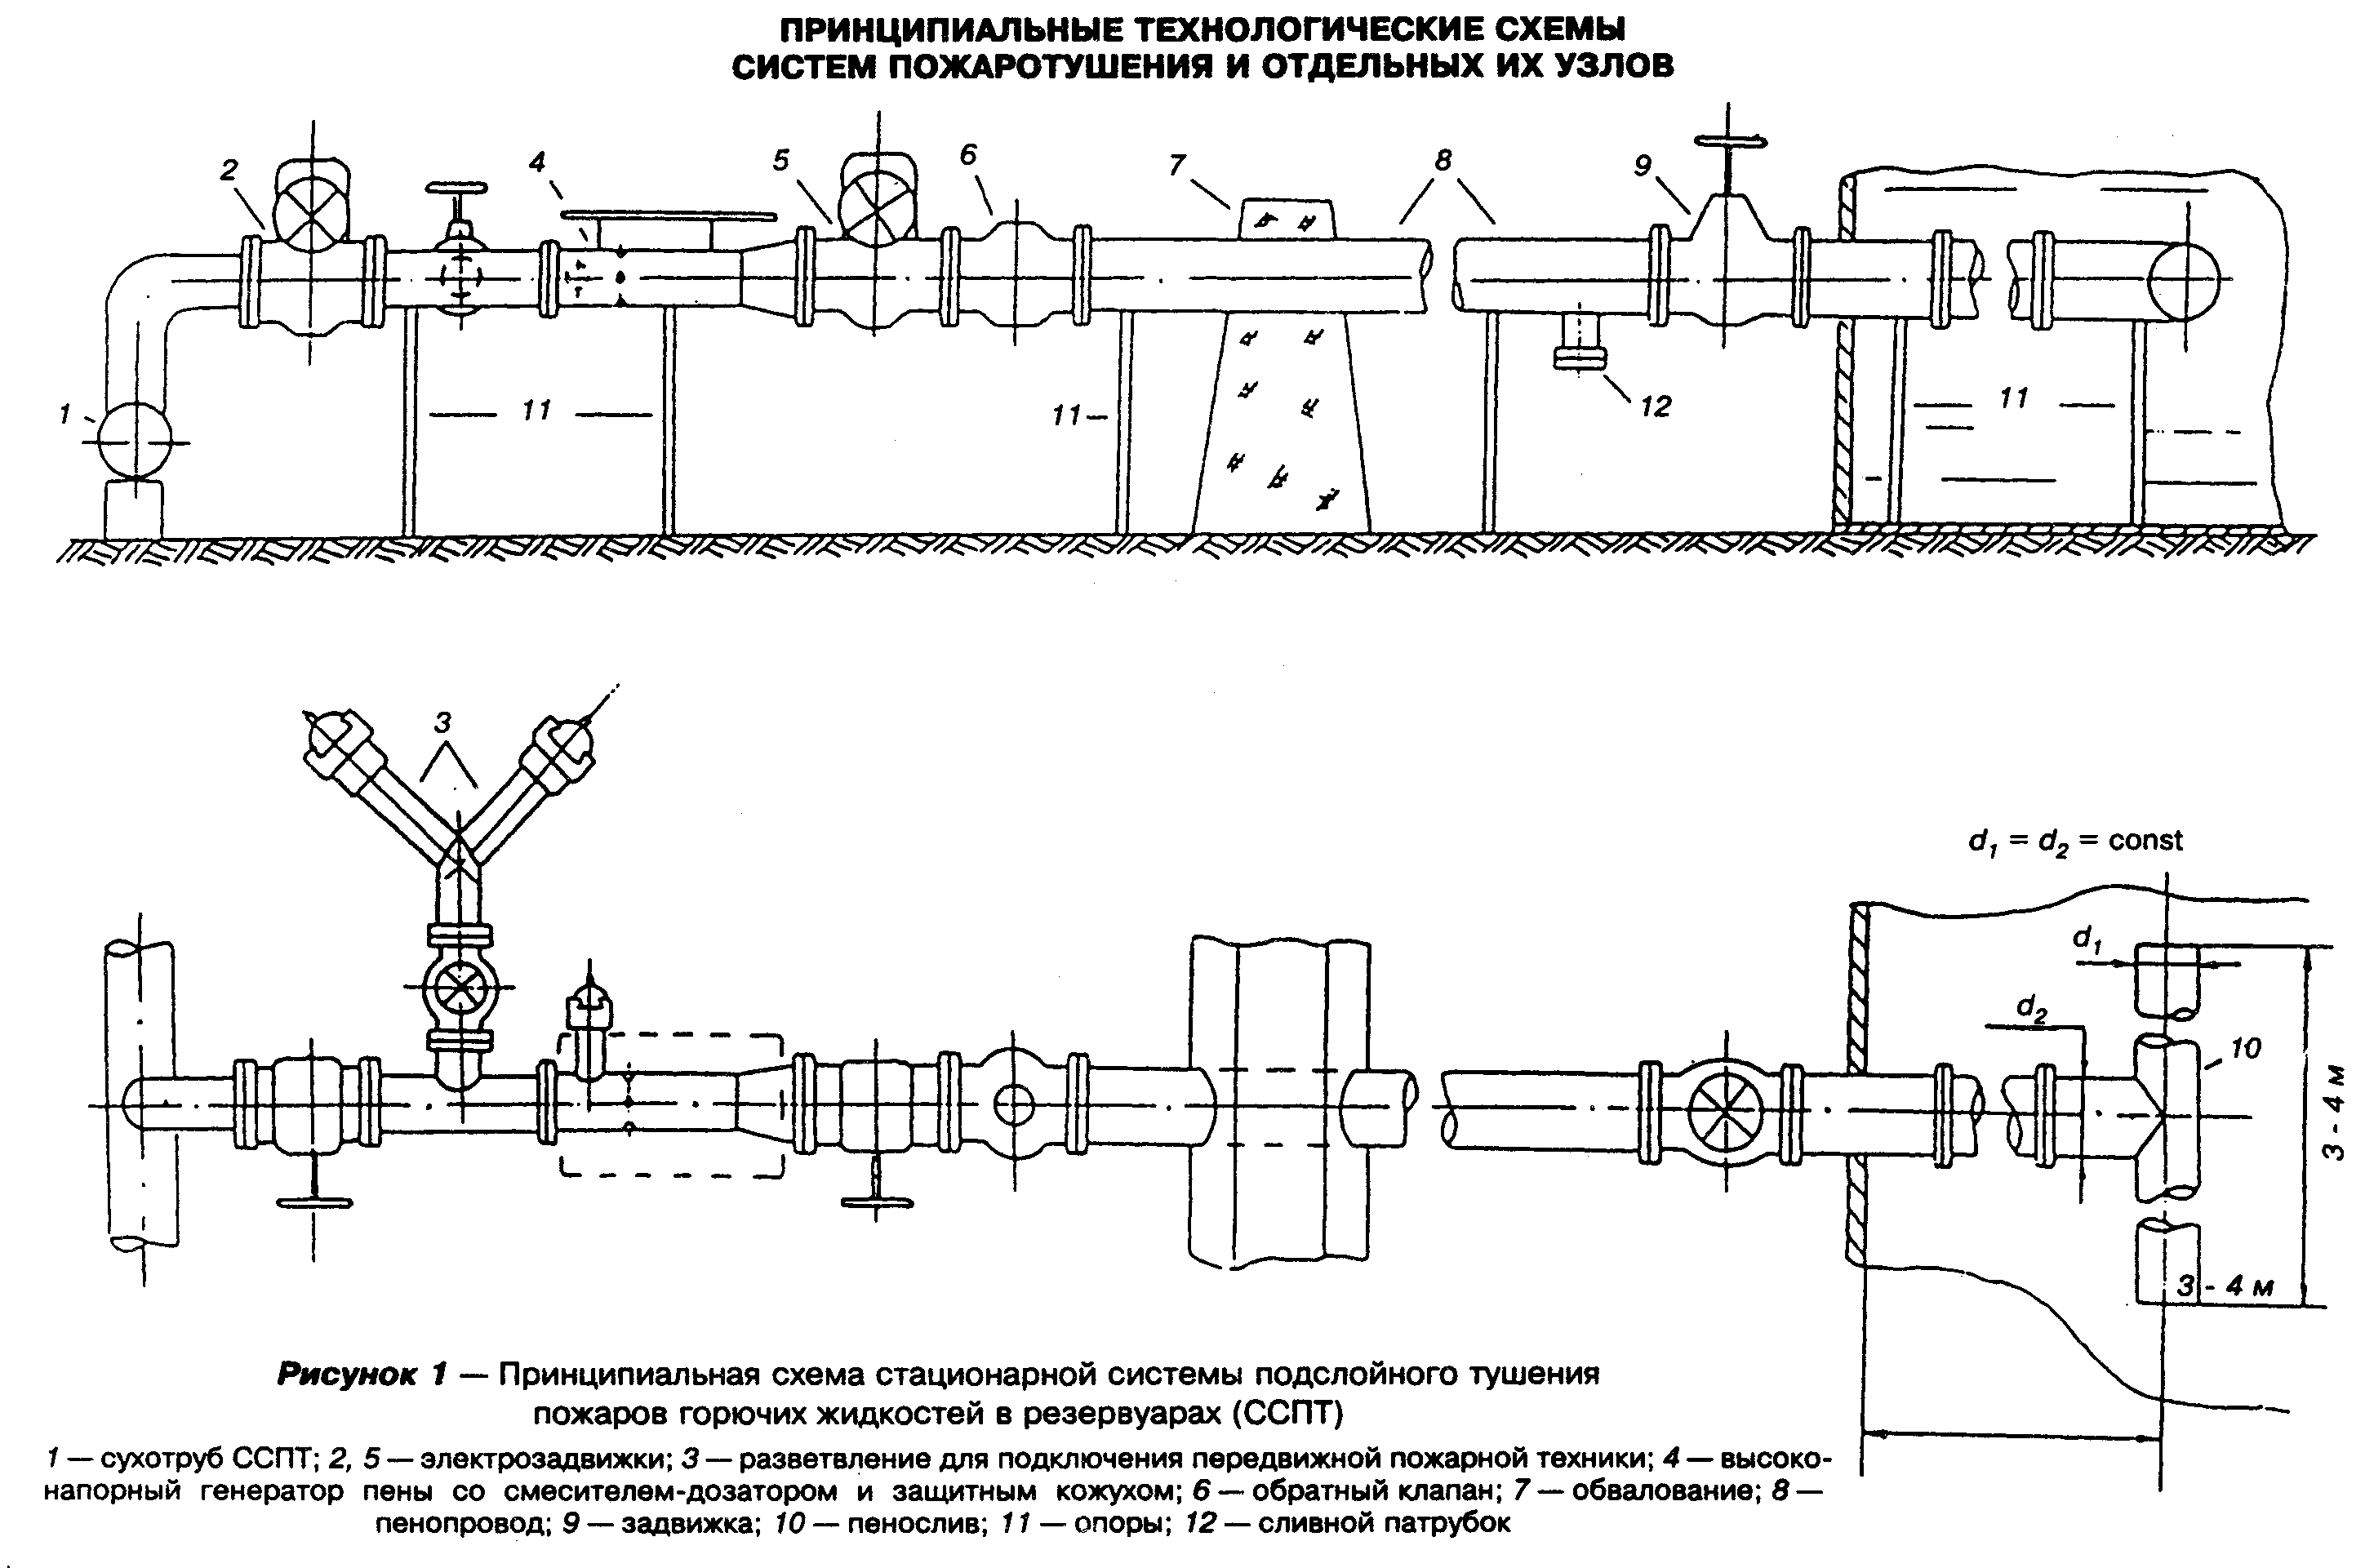 ПРИНЦИПИАЛЬНЫЕ ТЕХНОЛОГИЧЕСКИЕ СХЕМЫ
СИСТЕМ ПОЖАРОТУШЕНИЯ И ОТДЕЛЬНЫХ ИХ УЗЛОВ
2
4
5
6
7
8
9
1
11
11
12
11
3
d₁ = d₂ = const
d₁
d₂
10
3 - 4 м
3 - 4 м
Рисунок 1 — Принципиальная схема стационарной системы подслойного тушения
пожаров горючих жидкостей в резервуарах (ССПТ)
1 — сухотруб ССПТ; 2, 5 — электрозадвижки; 3 — разветвление для подключения передвижной пожарной техники; 4 — высоко-
напорный генератор пены со смесителем-дозатором и защитным кожухом; 6 — обратный клапан; 7 — обвалование; 8 —
пенопровод; 9 — задвижка; 10 — пенослив; 11 — опоры; 12 — сливной патрубок